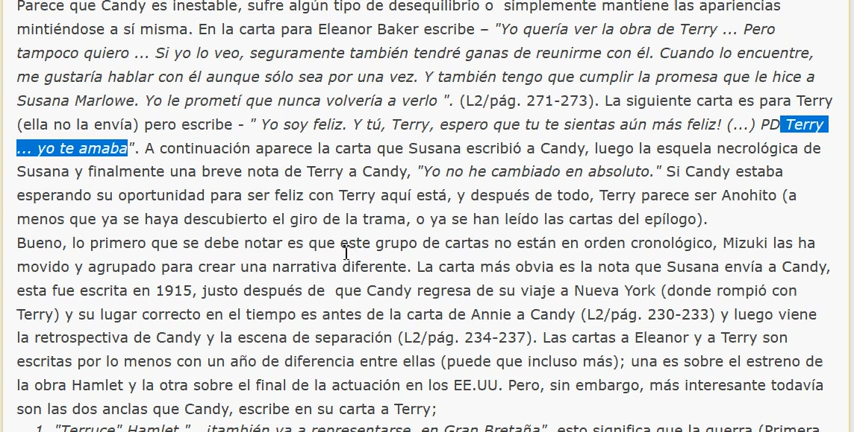 Parece que Candy es inestable, sufre algún tipo de desequilibrio o  simplemente mantiene las apariencias
mintiéndose a sí misma. En la carta para Eleanor Baker escribe – "Yo quería ver la obra de Terry ... Pero
tampoco quiero ... Si yo lo veo, seguramente también tendré ganas de reunirme con él. Cuando lo encuentre,
me gustaría hablar con él aunque sólo sea por una vez. Y también tengo que cumplir la promesa que le hice a
Susana Marlowe. Yo le prometí que nunca volvería a verlo ". (L2/pág. 271-273). La siguiente carta es para Terry
(ella no la envía) pero escribe - " Yo soy feliz. Y tú, Terry, espero que tu te sientas aún más feliz! (...) PD Terry
... yo te amaba". A continuación aparece la carta que Susana escribió a Candy, luego la esquela necrológica de
Susana y finalmente una breve nota de Terry a Candy, "Yo no he cambiado en absoluto." Si Candy estaba
esperando su oportunidad para ser feliz con Terry aquí está, y después de todo, Terry parece ser Anohito (a
menos que ya se haya descubierto el giro de la trama, o ya se han leído las cartas del epílogo).
Bueno, lo primero que se debe notar es que este grupo de cartas no están en orden cronológico, Mizuki las ha
movido y agrupado para crear una narrativa diferente. La carta más obvia es la nota que Susana envía a Candy,
esta fue escrita en 1915, justo después de  que Candy regresa de su viaje a Nueva York (donde rompió con
Terry) y su lugar correcto en el tiempo es antes de la carta de Annie a Candy (L2/pág. 230-233) y luego viene
la retrospectiva de Candy y la escena de separación (L2/pág. 234-237). Las cartas a Eleanor y a Terry son
escritas por lo menos con un año de diferencia entre ellas (puede que incluso más); una es sobre el estreno de
la obra Hamlet y la otra sobre el final de la actuación en los EE.UU. Pero, sin embargo, más interesante todavía
son las dos anclas que Candy, escribe en su carta a Terry;
1. "Terruce" Hamlet " ¡también va a representarse en Gran Bretaña", esto significa que la guerra (Primera